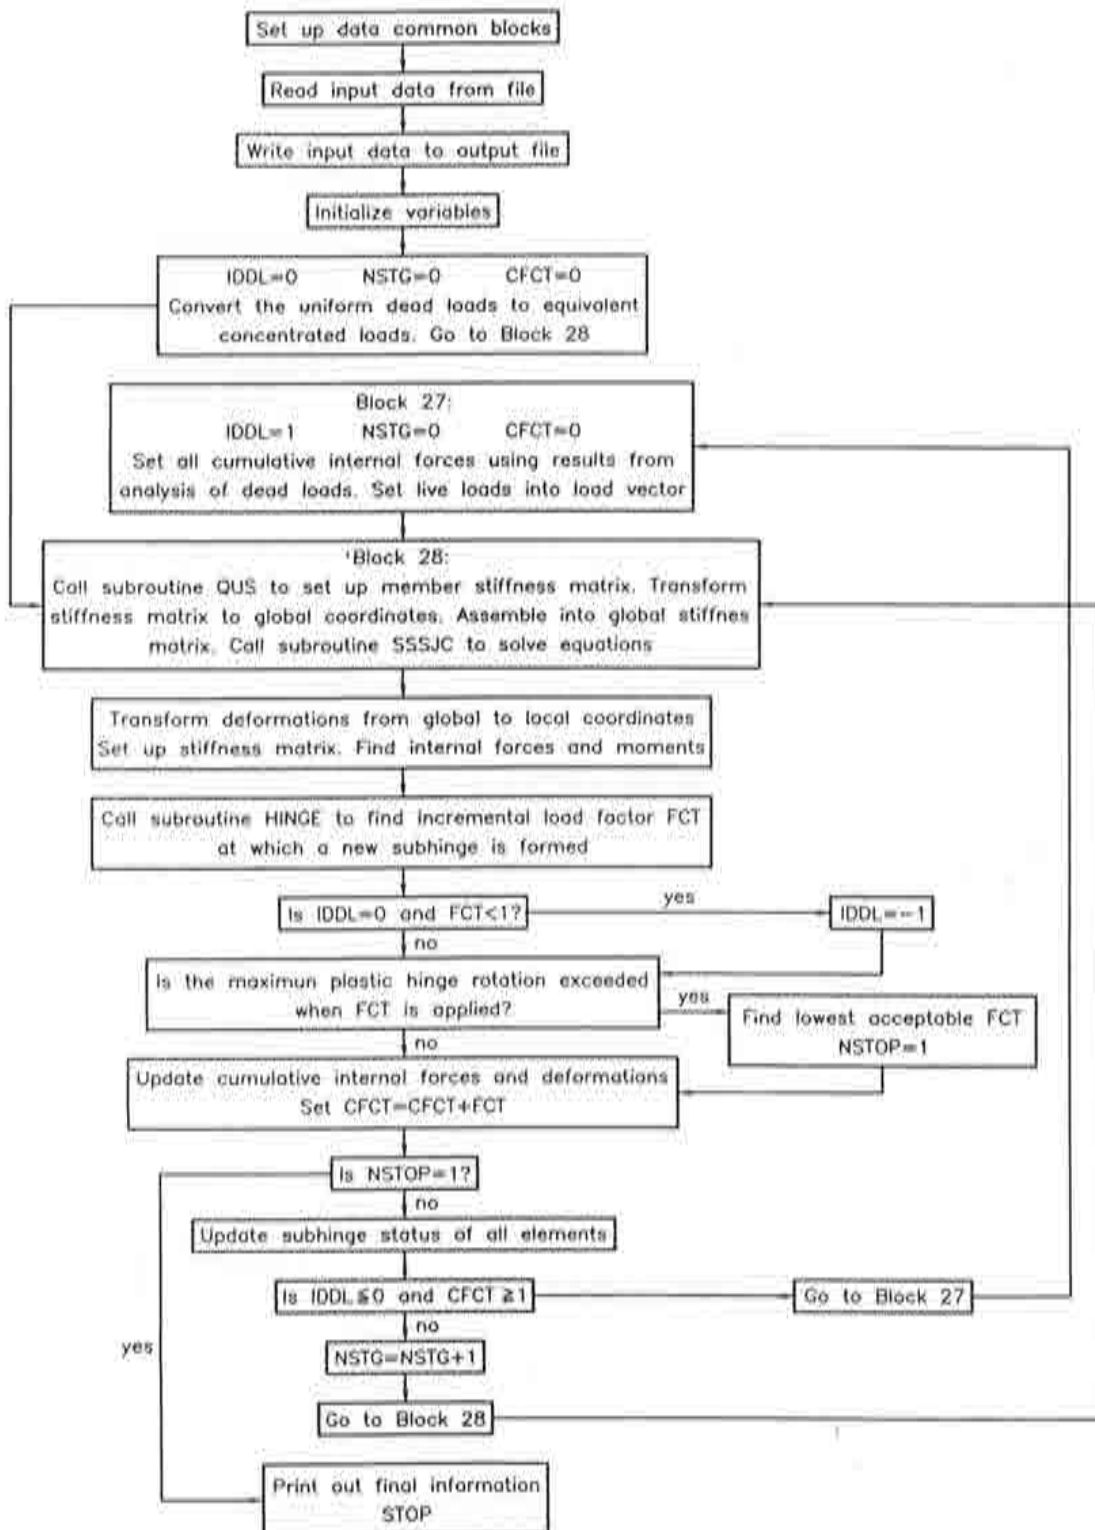 Set up data common blocks
Read input data from file
Write input data to output file
Initialize variables
IDDL=0 NSTG=0 CFCT=0
Convert the uniform dead loads to equivalent
concentrated loads. Go to Block 28
Block 27:
IDDL=1 NSTG=0 CFCT=0
Set all cumulative internal forces using results from
analysis of dead loads. Set live loads into load vector
Block 28:
Call subroutine QUS to set up member stiffness matrix. Transform
stiffness matrix to global coordinates. Assemble into global stiffnes
matrix. Call subroutine SSSJC to solve equations
Transform deformations from global to local coordinates
Set up stiffness matrix. Find internal forces and moments
Call subroutine HINGE to find incremental load factor FCT
at which a new subhinge is formed
Is IDDL=0 and FCT<1?
yes
IDDL=-1
no
Is the maximun plastic hinge rotation exceeded
when FCT is applied?
yes
Find lowest acceptable FCT
NSTOP=1
no
Update cumulative internal forces and deformations
Set CFCT=CFCT+FCT
Is NSTOP=1?
no
Update subhinge status of all elements
Is IDDL≦0 and CFCT≧1
Go to Block 27
no
yes
NSTG=NSTG+1
Go to Block 28
Print out final information
STOP